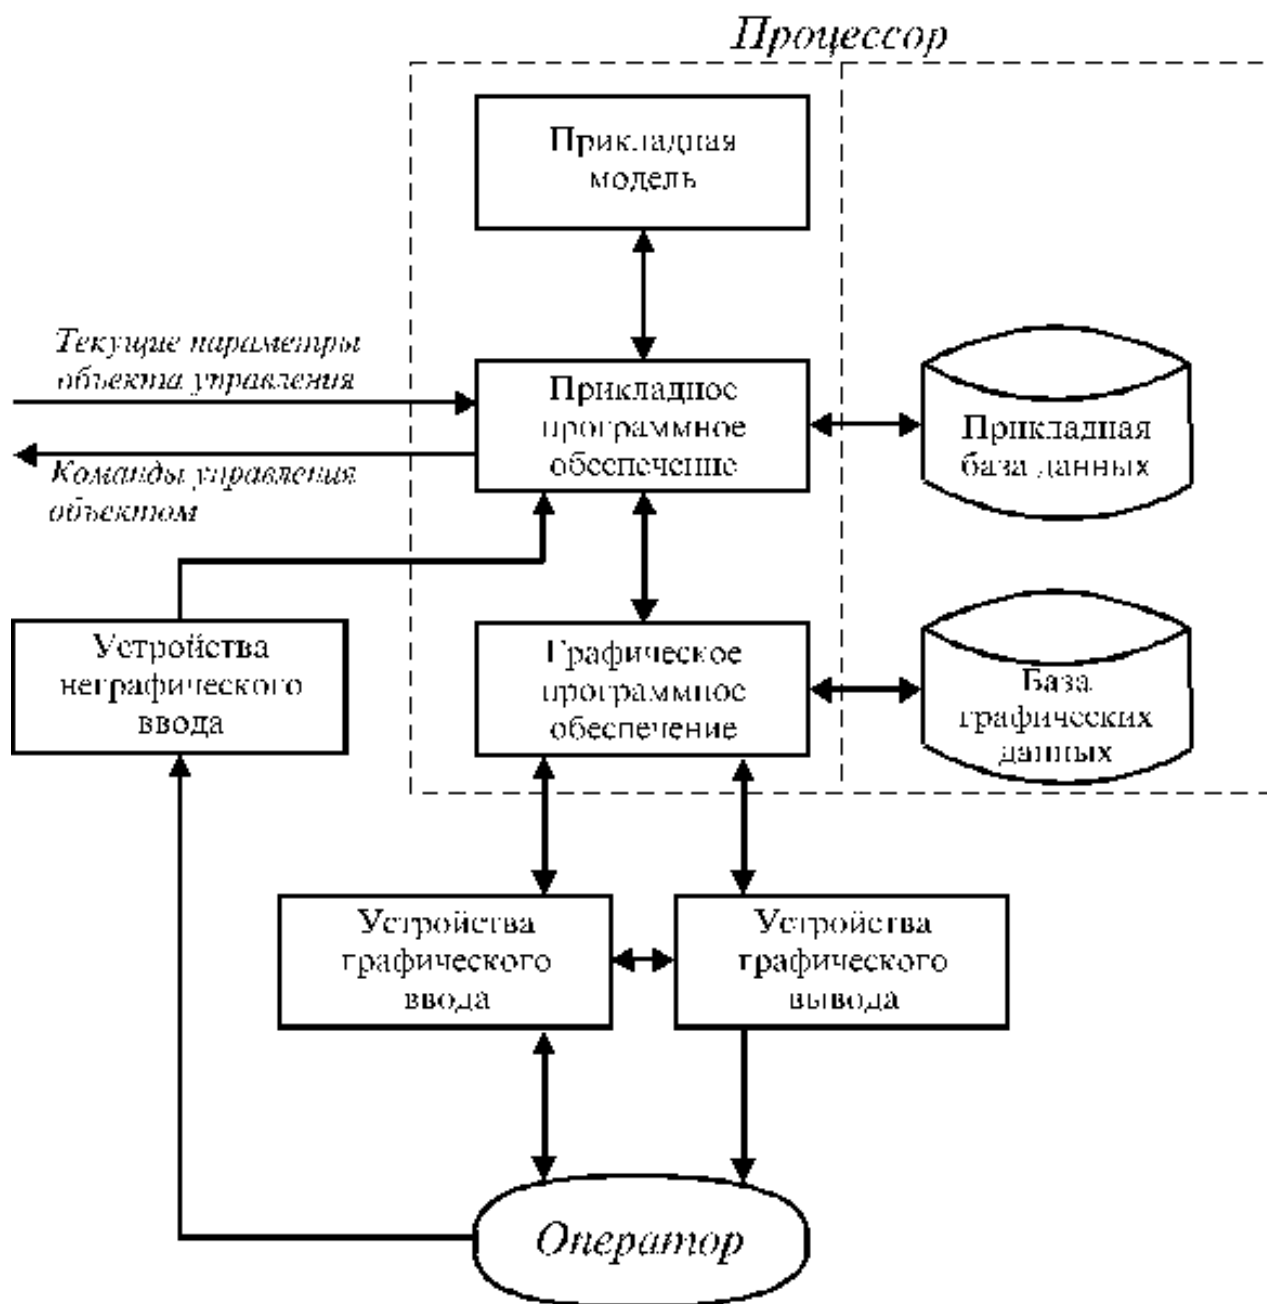 Процессор
Прикладная
модель
Текущие параметры
объекта управления
Прикладное
программное
обеспечение
Прикладная
база данных
Команды управления
объектом
Устройства
неграфического
ввода
Графическое
программное
обеспечение
База
графических
данных
Устройства
графического
ввода
Устройства
графического
вывода
Оператор